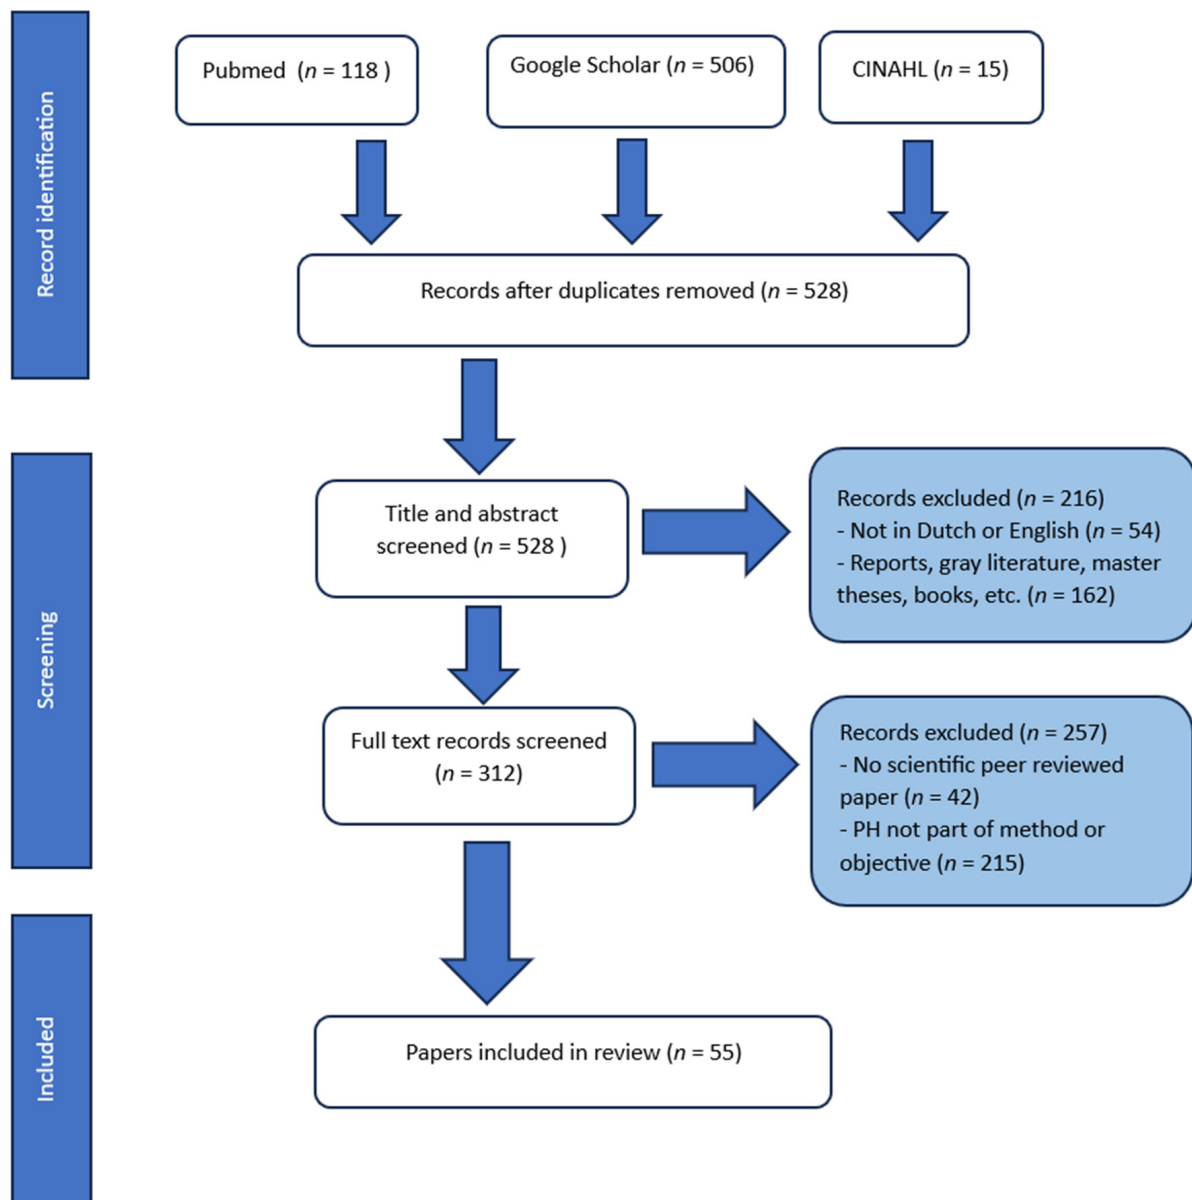 Record identification
Pubmed  (n = 118 )
Google Scholar (n = 506)
CINAHL (n = 15)
Records after duplicates removed (n = 528)
Screening
Title and abstract
screened (n = 528 )
Records excluded (n = 216)
- Not in Dutch or English (n = 54)
- Reports, gray literature, master
theses, books, etc. (n = 162)
Full text records screened
(n = 312)
Records excluded (n = 257)
- No scientific peer reviewed
paper (n = 42)
- PH not part of method or
objective (n = 215)
Included
Papers included in review (n = 55)